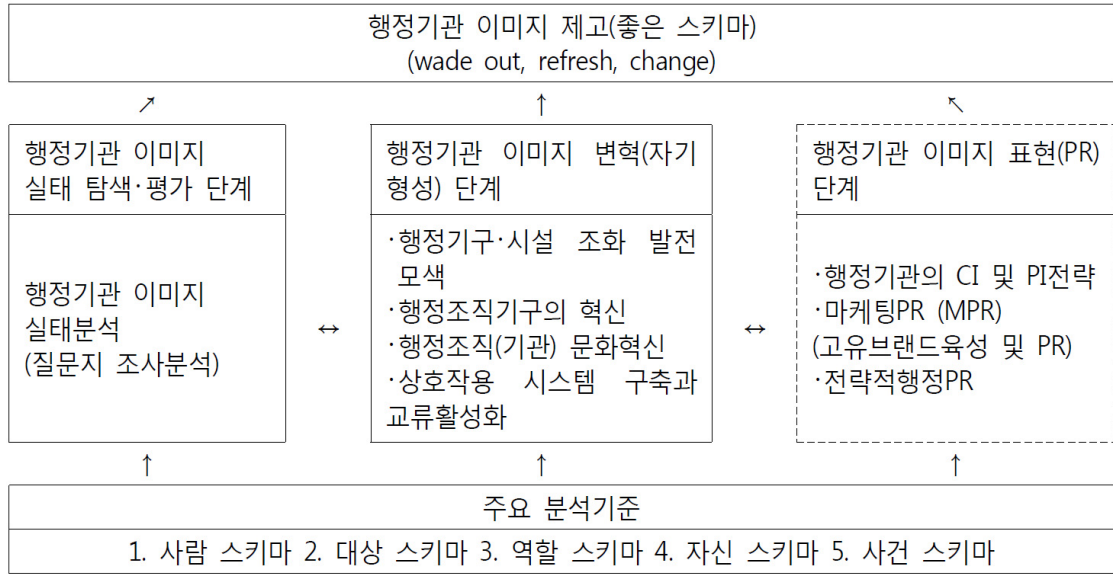 행정기관 이미지 제고(좋은 스키마)
(wade out, refresh, change)
↗ ↑ ↖
행정기관 이미지
실태 탐색·평가 단계
행정기관 이미지
실태분석
(질문지 조사분석)
↔
행정기관 이미지 변혁(자기
형성) 단계
·행정기구·시설 조화 발전
모색
·행정조직기구의 혁신
·행정조직(기관) 문화혁신
·상호작용 시스템 구축과
교류활성화
↔
행정기관 이미지 표현(PR)
단계
·행정기관의 CI 및 PI전략
·마케팅PR (MPR)
(고유브랜드육성 및 PR)
·전략적행정PR
↑ ↑ ↑
주요 분석기준
1. 사람 스키마 2. 대상 스키마 3. 역할 스키마 4. 자신 스키마 5. 사건 스키마